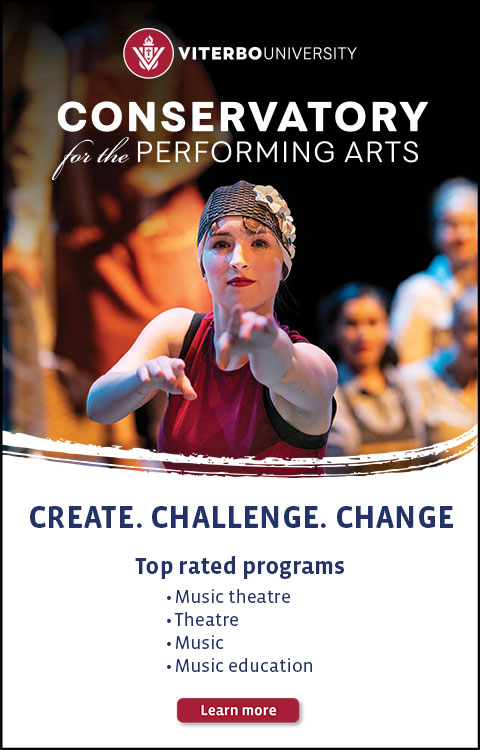 VITERBOUNIVERSITY
CONSERVATORY
for the PERFORMING ARTS
CREATE. CHALLENGE. CHANGE
Top rated programs
• Music theatre
• Theatre
• Music
• Music education
Learn more